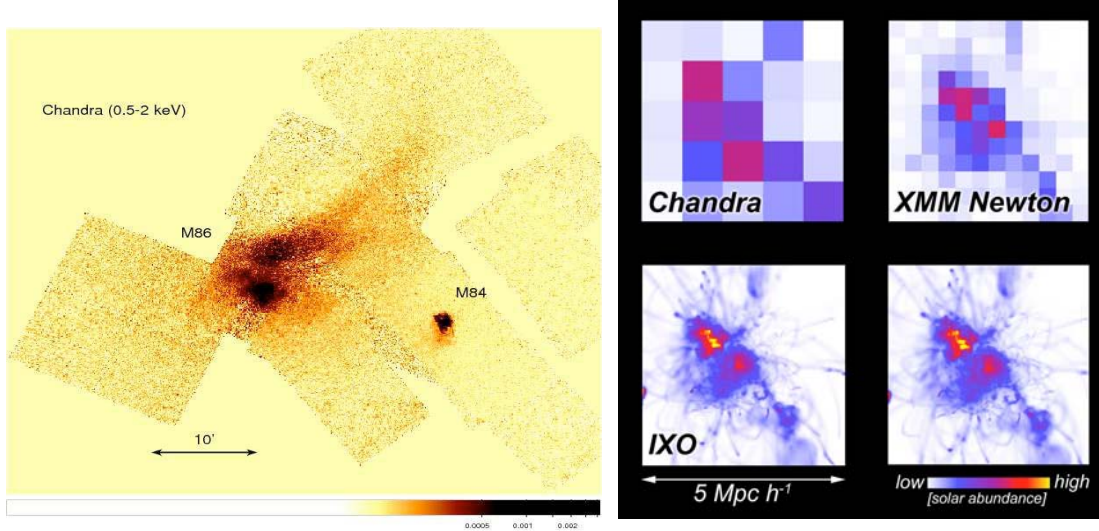 Chandra (0.5-2 keV)
M86
M84
10'
0.0005 0.001 0.002
Chandra
XMM Newton
IXO
5 Mpc h⁻¹
low high
[solar abundance]